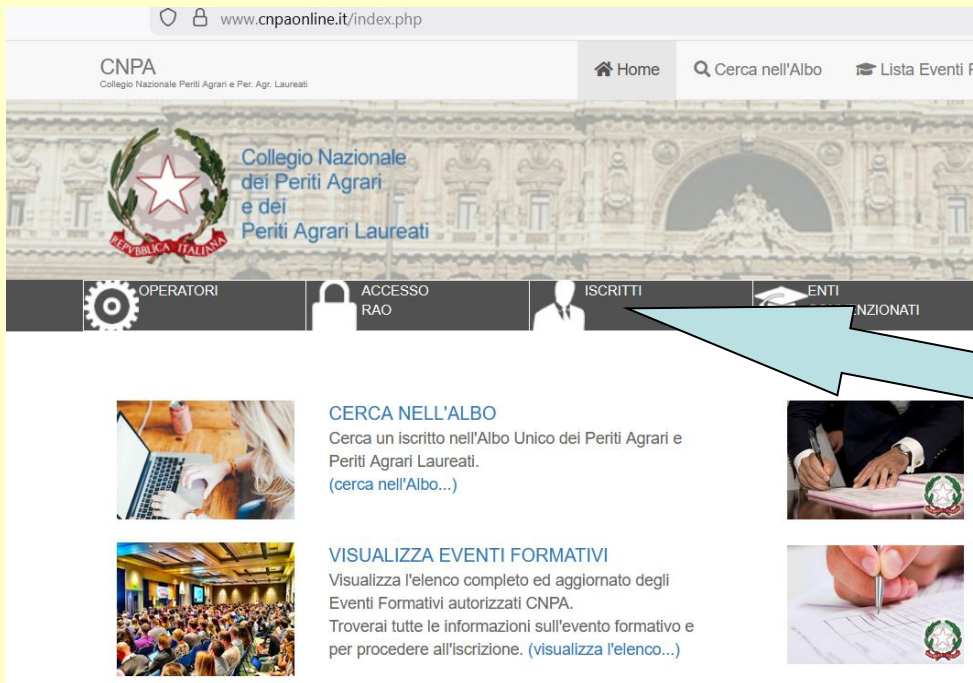 www.cnpaonline.it/index.php
CNPA
Collegio Nazionale Periti Agrari e Per. Agr. Laureati
Home
Cerca nell'Albo
Lista Eventi
Collegio Nazionale
dei Periti Agrari
e dei
Periti Agrari Laureati
REPVBBLICA ITALIANA
OPERATORI
ACCESSO
RAO
ISCRITTI
ENTI
CERCA NELL'ALBO
Cerca un iscritto nell'Albo Unico dei Periti Agrari e
Periti Agrari Laureati.
(cerca nell'Albo...)
VISUALIZZA EVENTI FORMATIVI
Visualizza l'elenco completo ed aggiornato degli
Eventi Formativi autorizzati CNPA.
Troverai tutte le informazioni sull'evento formativo e
per procedere all'iscrizione. (visualizza l'elenco...)